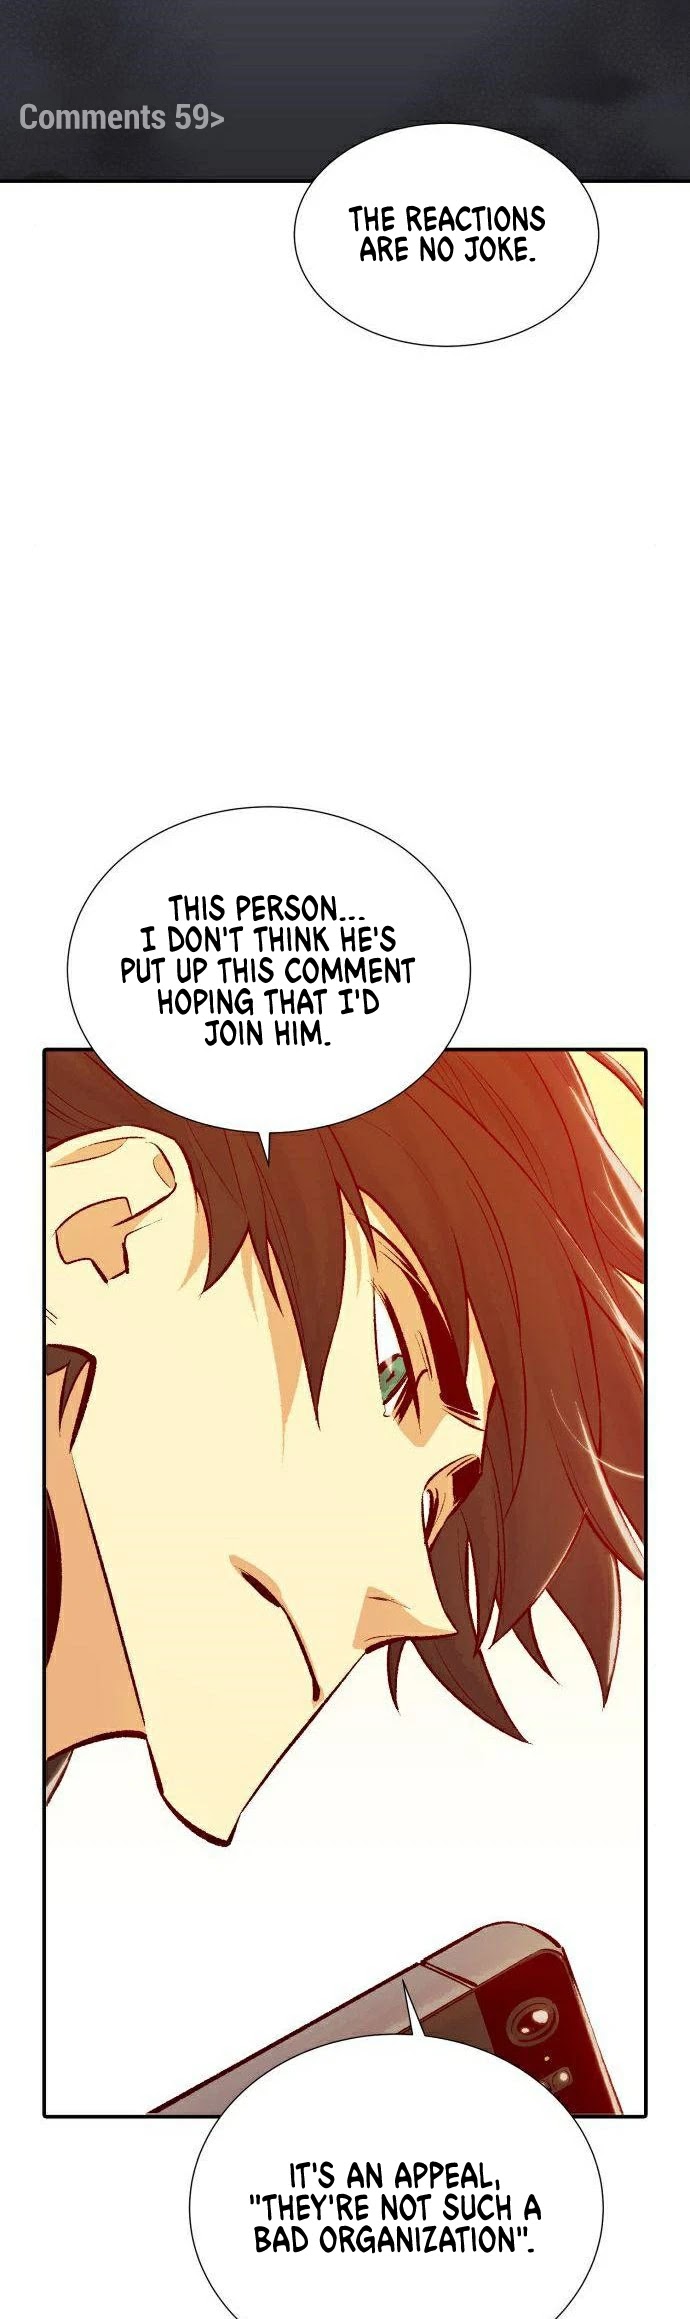 Comments 59>
THE REACTIONS
ARE NO JOKE.
THIS PERSON...
I DON'T THINK HE'S
PUT UP THIS COMMENT
HOPING THAT I'D
JOIN HIM.
IT'S AN APPEAL,
"THEY'RE NOT SUCH A
BAD ORGANIZATION".